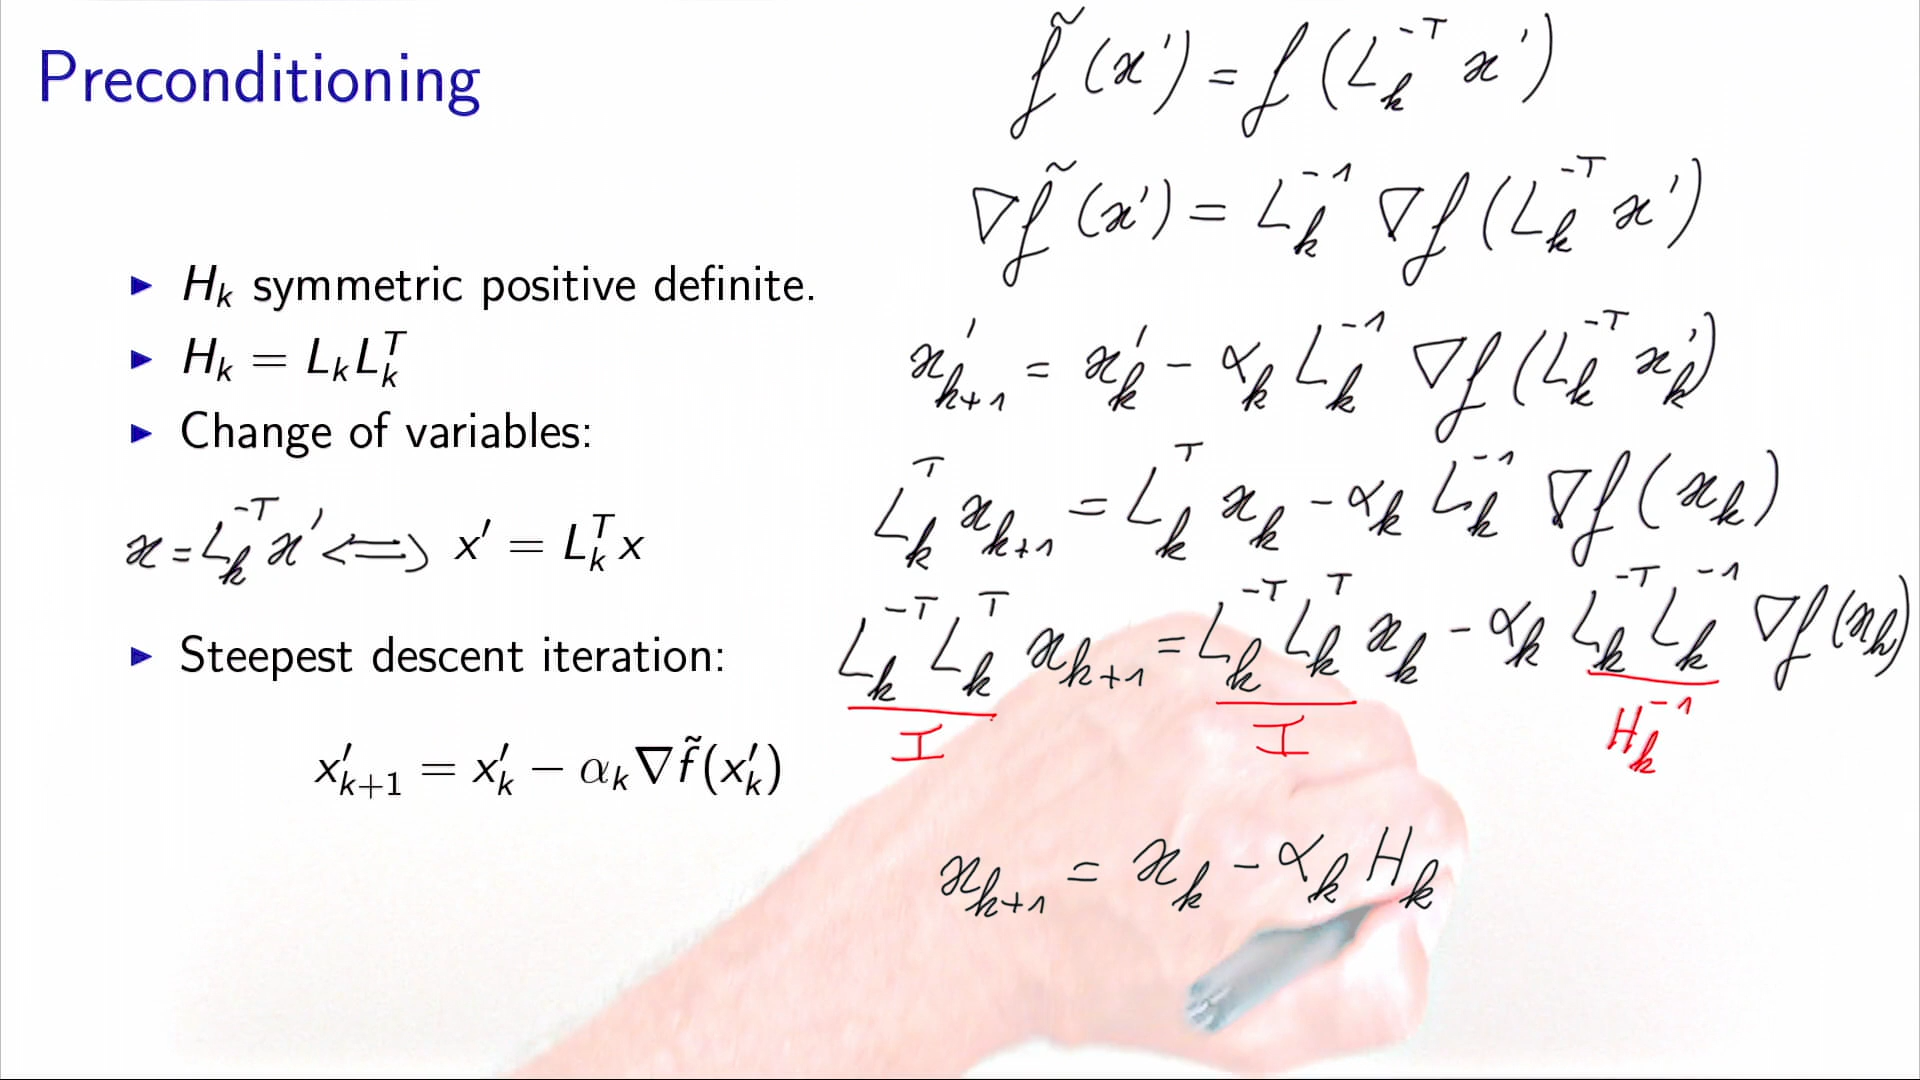 Preconditioning
▶ H_k symmetric positive definite.
▶ H_k = L_k L_k^T
▶ Change of variables:
x = L_k^{-T} x' ⟺ x' = L_k^T x
▶ Steepest descent iteration:
x'_{k+1} = x'_k − α_k ∇f̃(x'_k)
f̃(x') = f(L_k^{-T} x')
∇f̃(x') = L_k^{-1} ∇f(L_k^{-T} x')
x'_{k+1} = x'_k − α_k L_k^{-1} ∇f(L_k^{-T} x'_k)
L_k^T x_{k+1} = L_k^T x_k − α_k L_k^{-1} ∇f(x_k)
L_k^{-T} L_k^T x_{k+1} = L_k^{-T} L_k^T x_k − α_k L_k^{-T} L_k^{-1} ∇f(x_k)
I I H_k^{-1}
x_{k+1} = x_k − α_k H_k